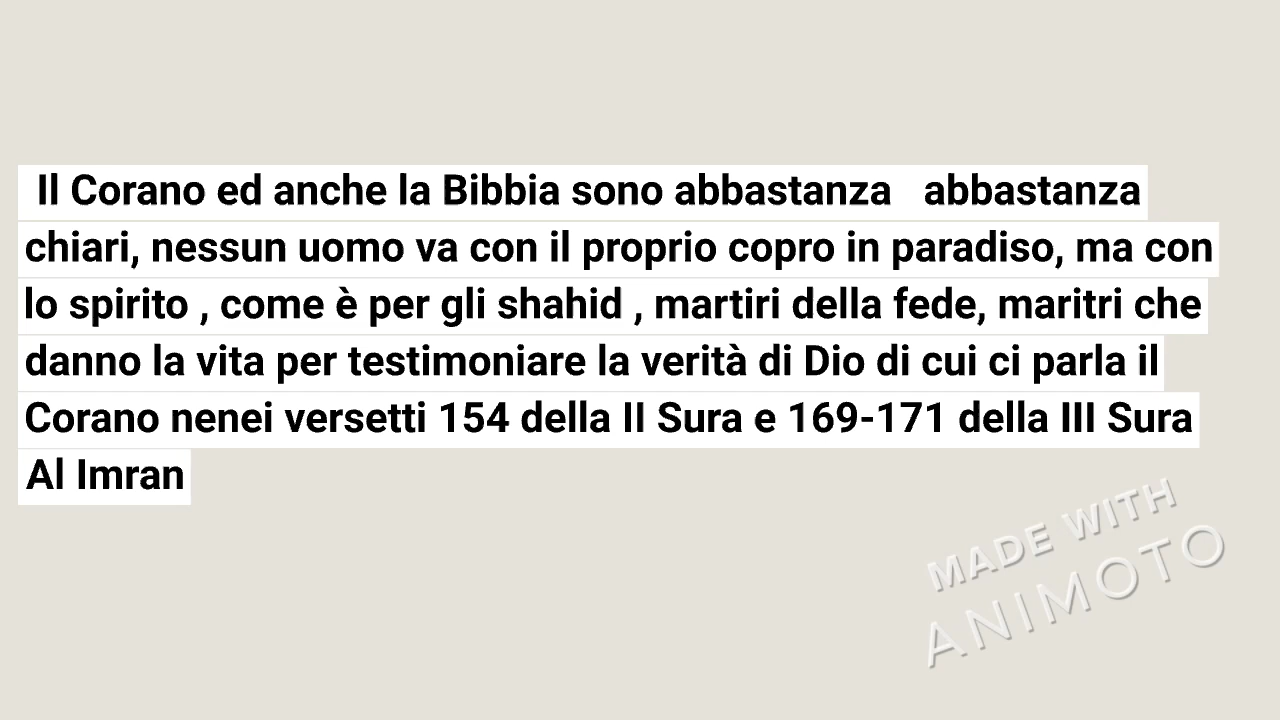 Il Corano ed anche la Bibbia sono abbastanza abbastanza
chiari, nessun uomo va con il proprio copro in paradiso, ma con
lo spirito , come è per gli shahid , martiri della fede, maritri che
danno la vita per testimoniare la verità di Dio di cui ci parla il
Corano nenei versetti 154 della II Sura e 169-171 della III Sura
Al Imran
MADE WITH
ANIMOTO